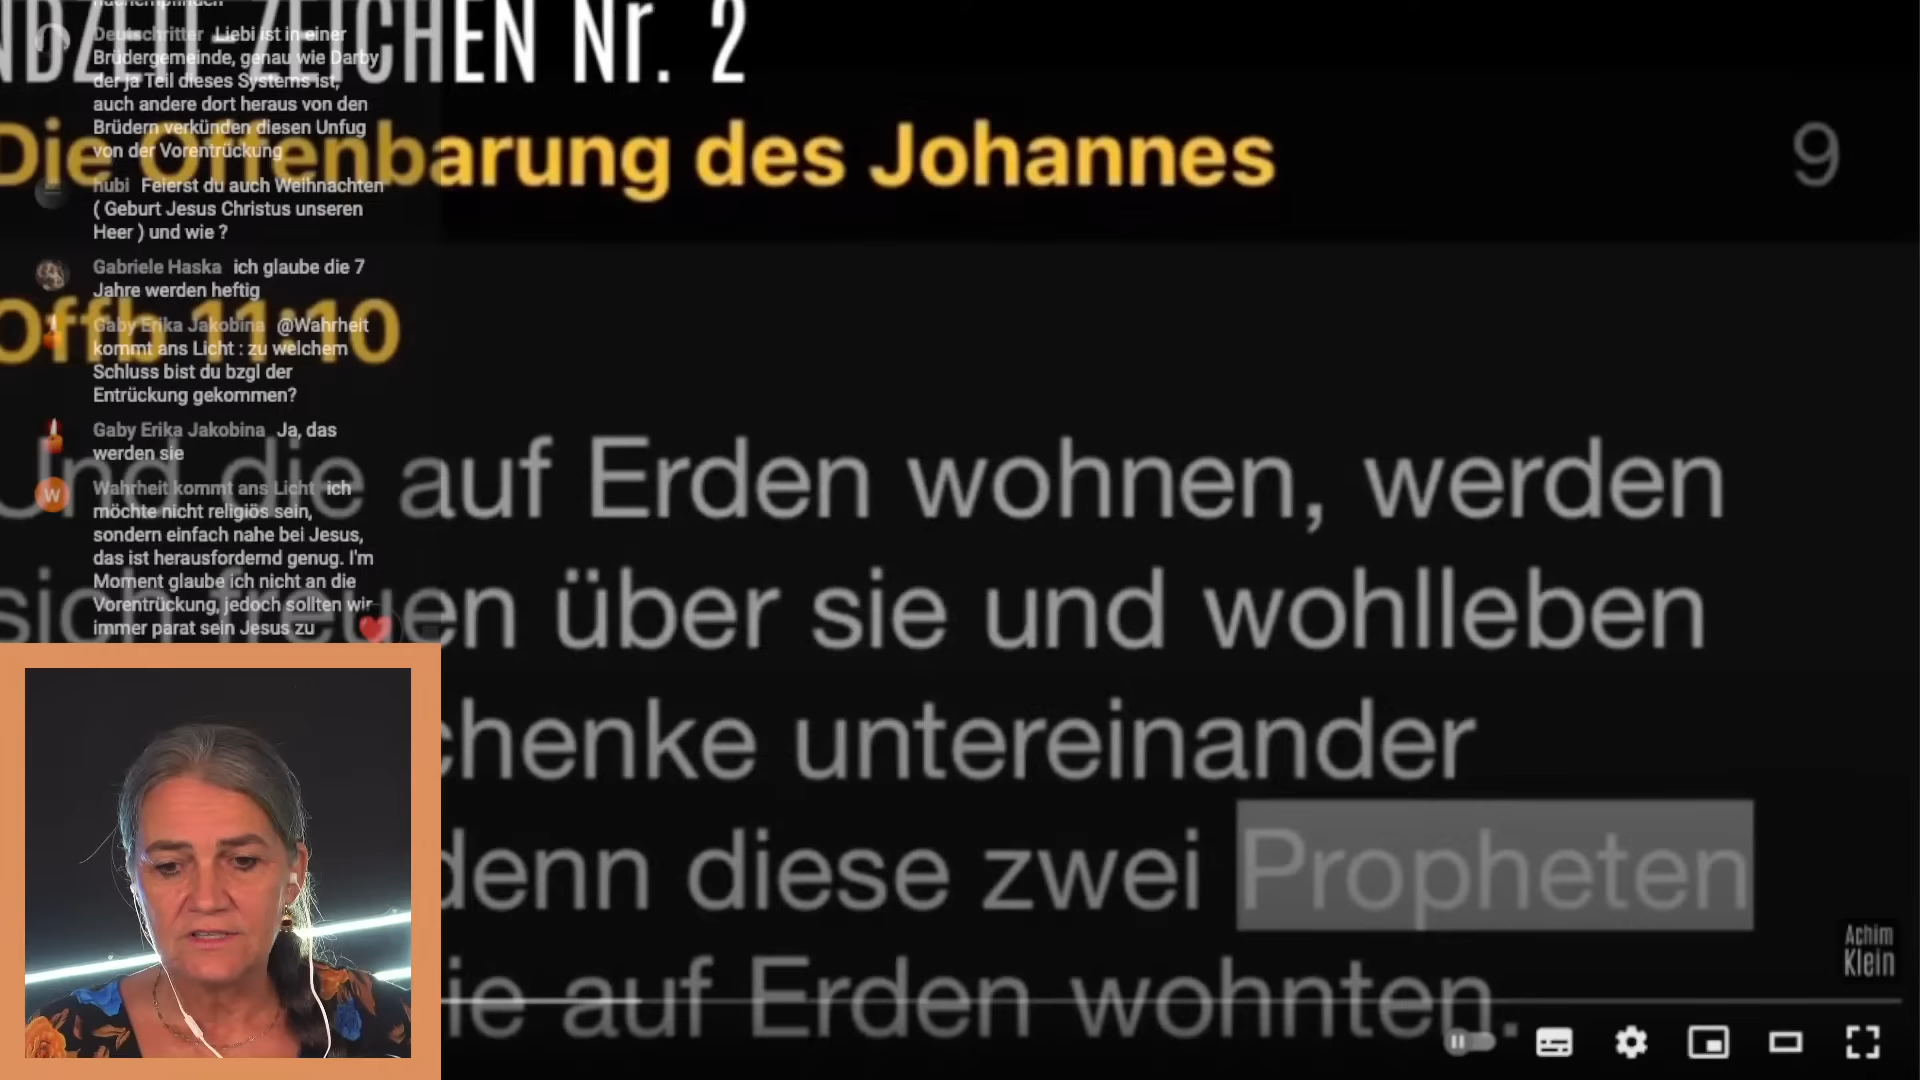 NDZEIT-ZEICHEN Nr. 2
Die Offenbarung des Johannes
9
Offb 11:10
Und die auf Erden wohnen, werden
sich freuen über sie und wohlleben
chenke untereinander
denn diese zwei Propheten
ie auf Erden wohnten.
Achim
Klein
nachempfinden
Deutschritter Liebi ist in einer
Brüdergemeinde, genau wie Darby
der ja Teil dieses Systems ist,
auch andere dort heraus von den
Brüdern verkünden diesen Unfug
von der Vorentrückung
hubi Feierst du auch Weihnachten
( Geburt Jesus Christus unseren
Heer ) und wie ?
Gabriele Haska ich glaube die 7
Jahre werden heftig
Gaby Erika Jakobina @Wahrheit
kommt ans Licht : zu welchem
Schluss bist du bzgl der
Entrückung gekommen?
Gaby Erika Jakobina Ja, das
werden sie
W
Wahrheit kommt ans Licht ich
möchte nicht religiös sein,
sondern einfach nahe bei Jesus,
das ist herausfordernd genug. I'm
Moment glaube ich nicht an die
Vorentrückung, jedoch sollten wir
immer parat sein Jesus zu